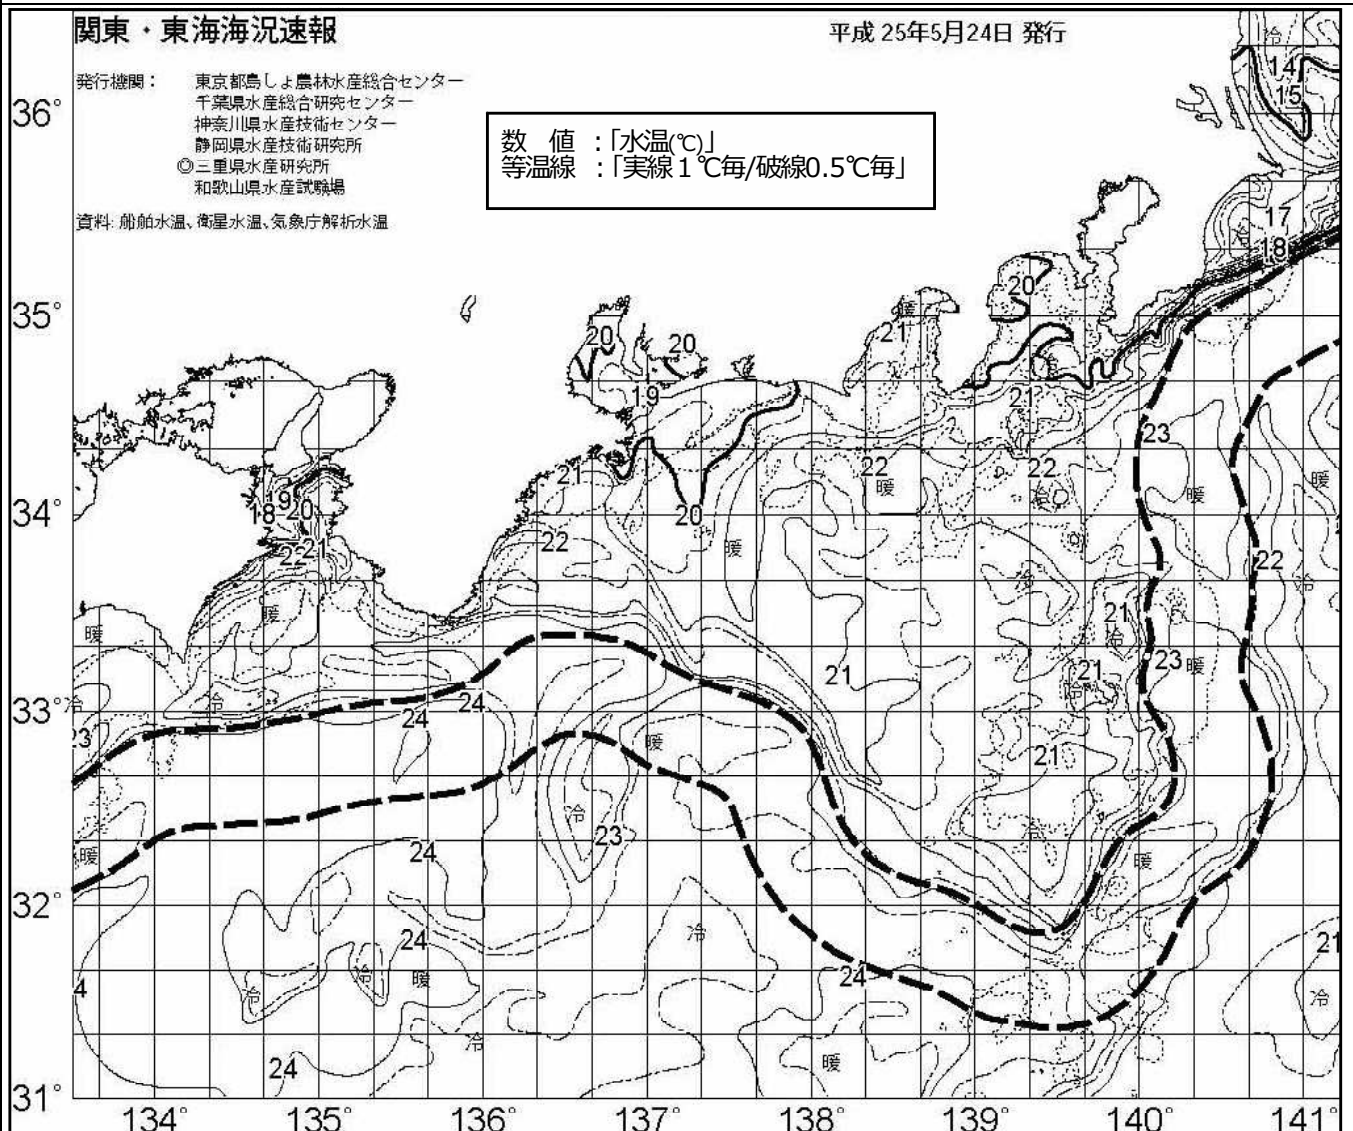 関東・東海海況速報
平成 25年5月24日 発行
発行機関： 東京都島しょ農林水産総合センター
千葉県水産総合研究センター
神奈川県水産技術センター
静岡県水産技術研究所
◎三重県水産研究所
和歌山県水産試験場
資料: 船舶水温、衛星水温、気象庁解析水温
数 値 ：「水温(℃)」
等温線 ：「実線１℃毎/破線0.5℃毎」
冷
14
15
36°
17
冷
18
20
35°
暖
21
20
20
19
21
23
21
22
暖
22
冷
暖
暖
19
18
20
34°
20
22
21
22
暖
22
冷
冷
暖
暖
21
冷
23
暖
21
冷
21
冷
24
冷
24
33°
23
暖
21
冷
冷
23
24
暖
暖
32°
冷
24
21
冷
暖
24
4
冷
冷
冷
24
暖
31°
134°
135°
136°
137°
138°
139°
140°
141°